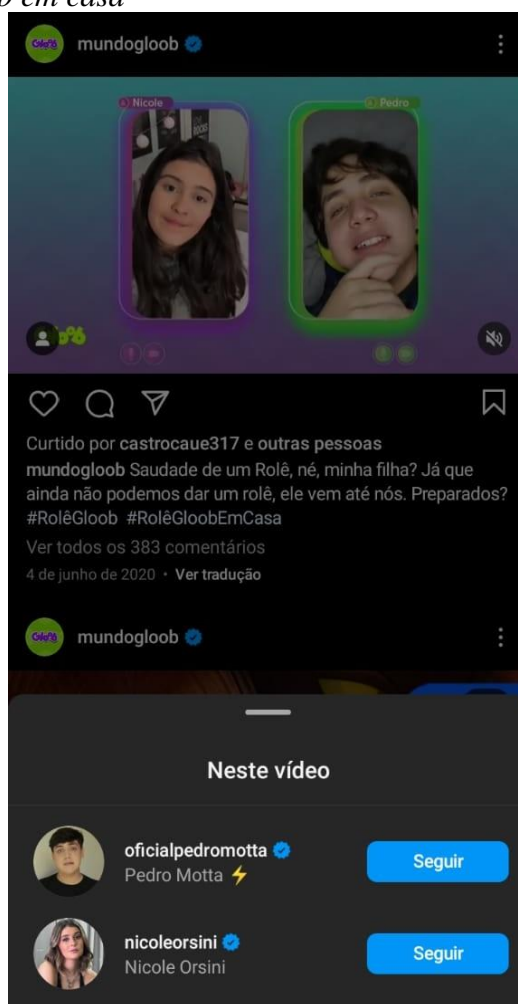 o em casa
mundogloob
Nicole
Pedro
Curtido por castrocaue317 e outras pessoas
mundogloob Saudade de um Rolê, né, minha filha? Já que
ainda não podemos dar um rolê, ele vem até nós. Preparados?
#RolêGloob #RolêGloobEmCasa
Ver todos os 383 comentários
4 de junho de 2020 • Ver tradução
mundogloob
Neste vídeo
oficialpedromotta
Pedro Motta ⚡
Seguir
nicoleorsini
Nicole Orsini
Seguir